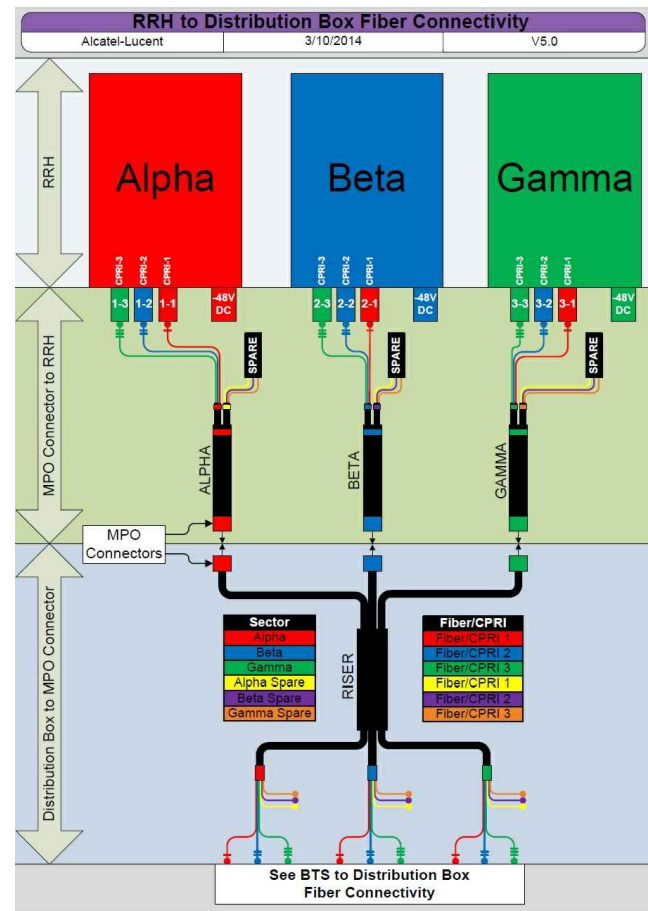 RRH to Distribution Box Fiber Connectivity
Alcatel-Lucent
3/10/2014
V5.0
RRH
Alpha
Beta
Gamma
CPRI-3
CPRI-2
CPRI-1
CPRI-3
CPRI-2
CPRI-1
CPRI-3
CPRI-2
CPRI-1
1-3
1-2
1-1
-48V
DC
2-3
2-2
2-1
-48V
DC
3-3
3-2
3-1
-48V
DC
MPO Connector to RRH
SPARE
SPARE
SPARE
ALPHA
BETA
GAMMA
MPO
Connectors
Distribution Box to MPO Connector
Sector
Alpha
Beta
Gamma
Alpha Spare
Beta Spare
Gamma Spare
RISER
Fiber/CPRI
Fiber/CPRI 1
Fiber/CPRI 2
Fiber/CPRI 3
Fiber/CPRI 1
Fiber/CPRI 2
Fiber/CPRI 3
See BTS to Distribution Box
Fiber Connectivity